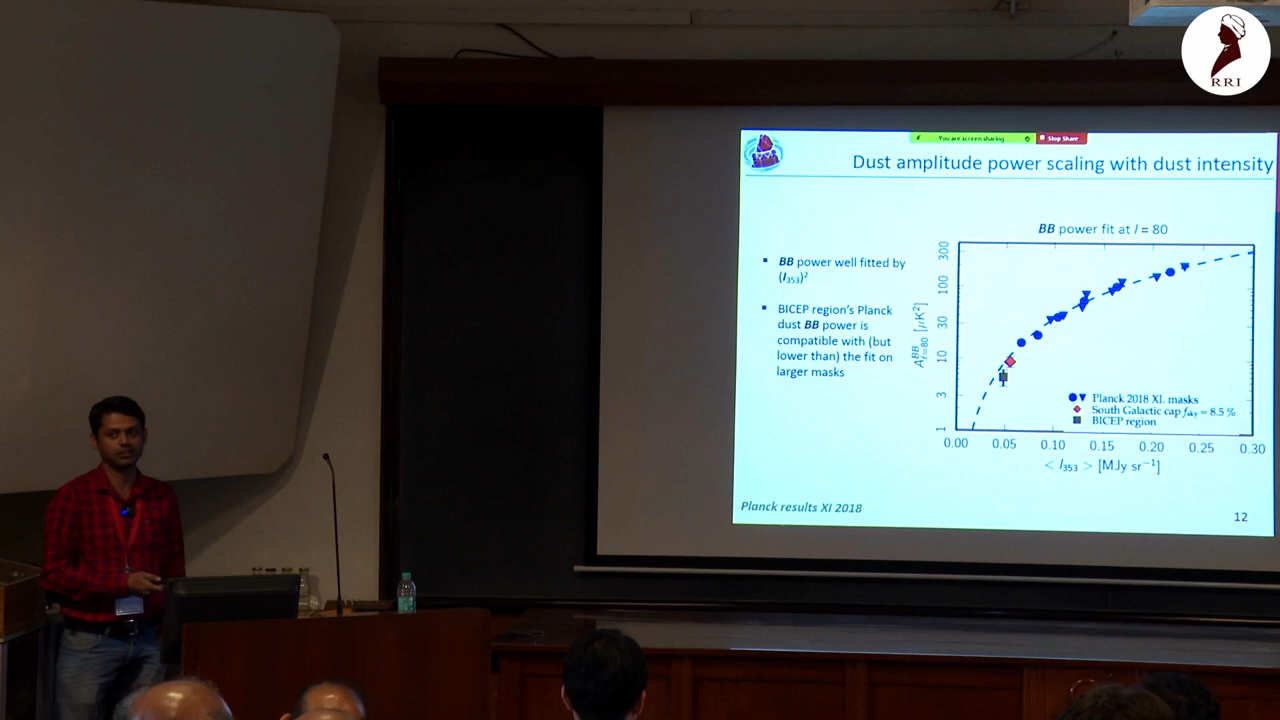 RRI
You are screen sharing
Stop Share
Dust amplitude power scaling with dust intensity
▪ BB power well fitted by
(I353)²
▪ BICEP region's Planck
dust BB power is
compatible with (but
lower than) the fit on
larger masks
BB power fit at l = 80
300
100
30
10
3
1
A^BB_l=80 [μK²]
Planck 2018 XI. masks
South Galactic cap fsky = 8.5 %
BICEP region
0.00 0.05 0.10 0.15 0.20 0.25 0.30
< I353 > [MJy sr⁻¹]
Planck results XI 2018
12